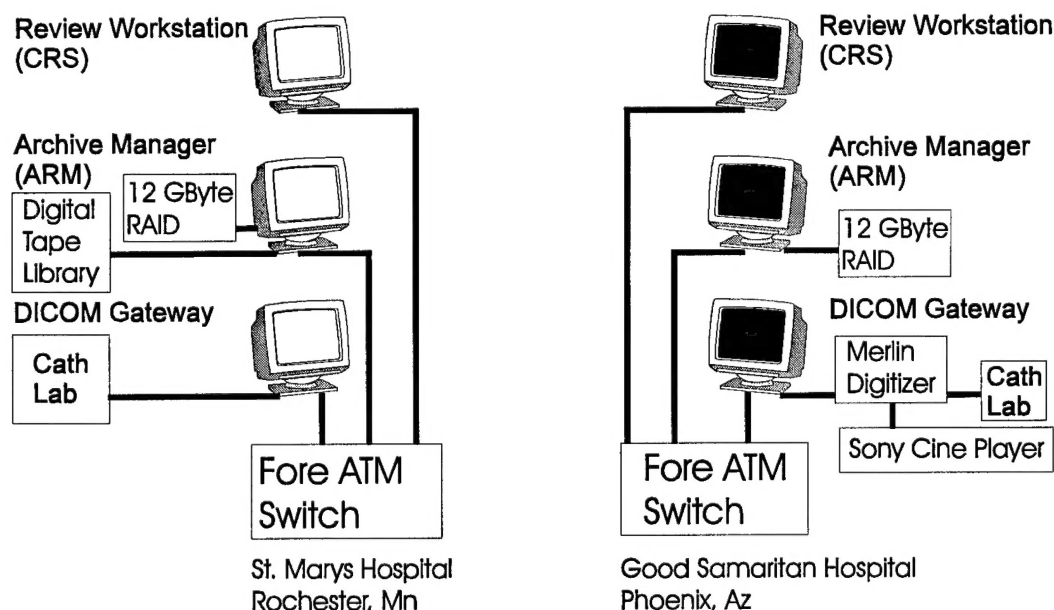 Review Workstation
(CRS)
Archive Manager
(ARM)
12 GByte
RAID
Digital
Tape
Library
DICOM Gateway
Cath
Lab
Fore ATM
Switch
St. Marys Hospital
Rochester, Mn
Review Workstation
(CRS)
Archive Manager
(ARM)
12 GByte
RAID
DICOM Gateway
Merlin
Digitizer
Cath
Lab
Sony Cine Player
Fore ATM
Switch
Good Samaritan Hospital
Phoenix, Az